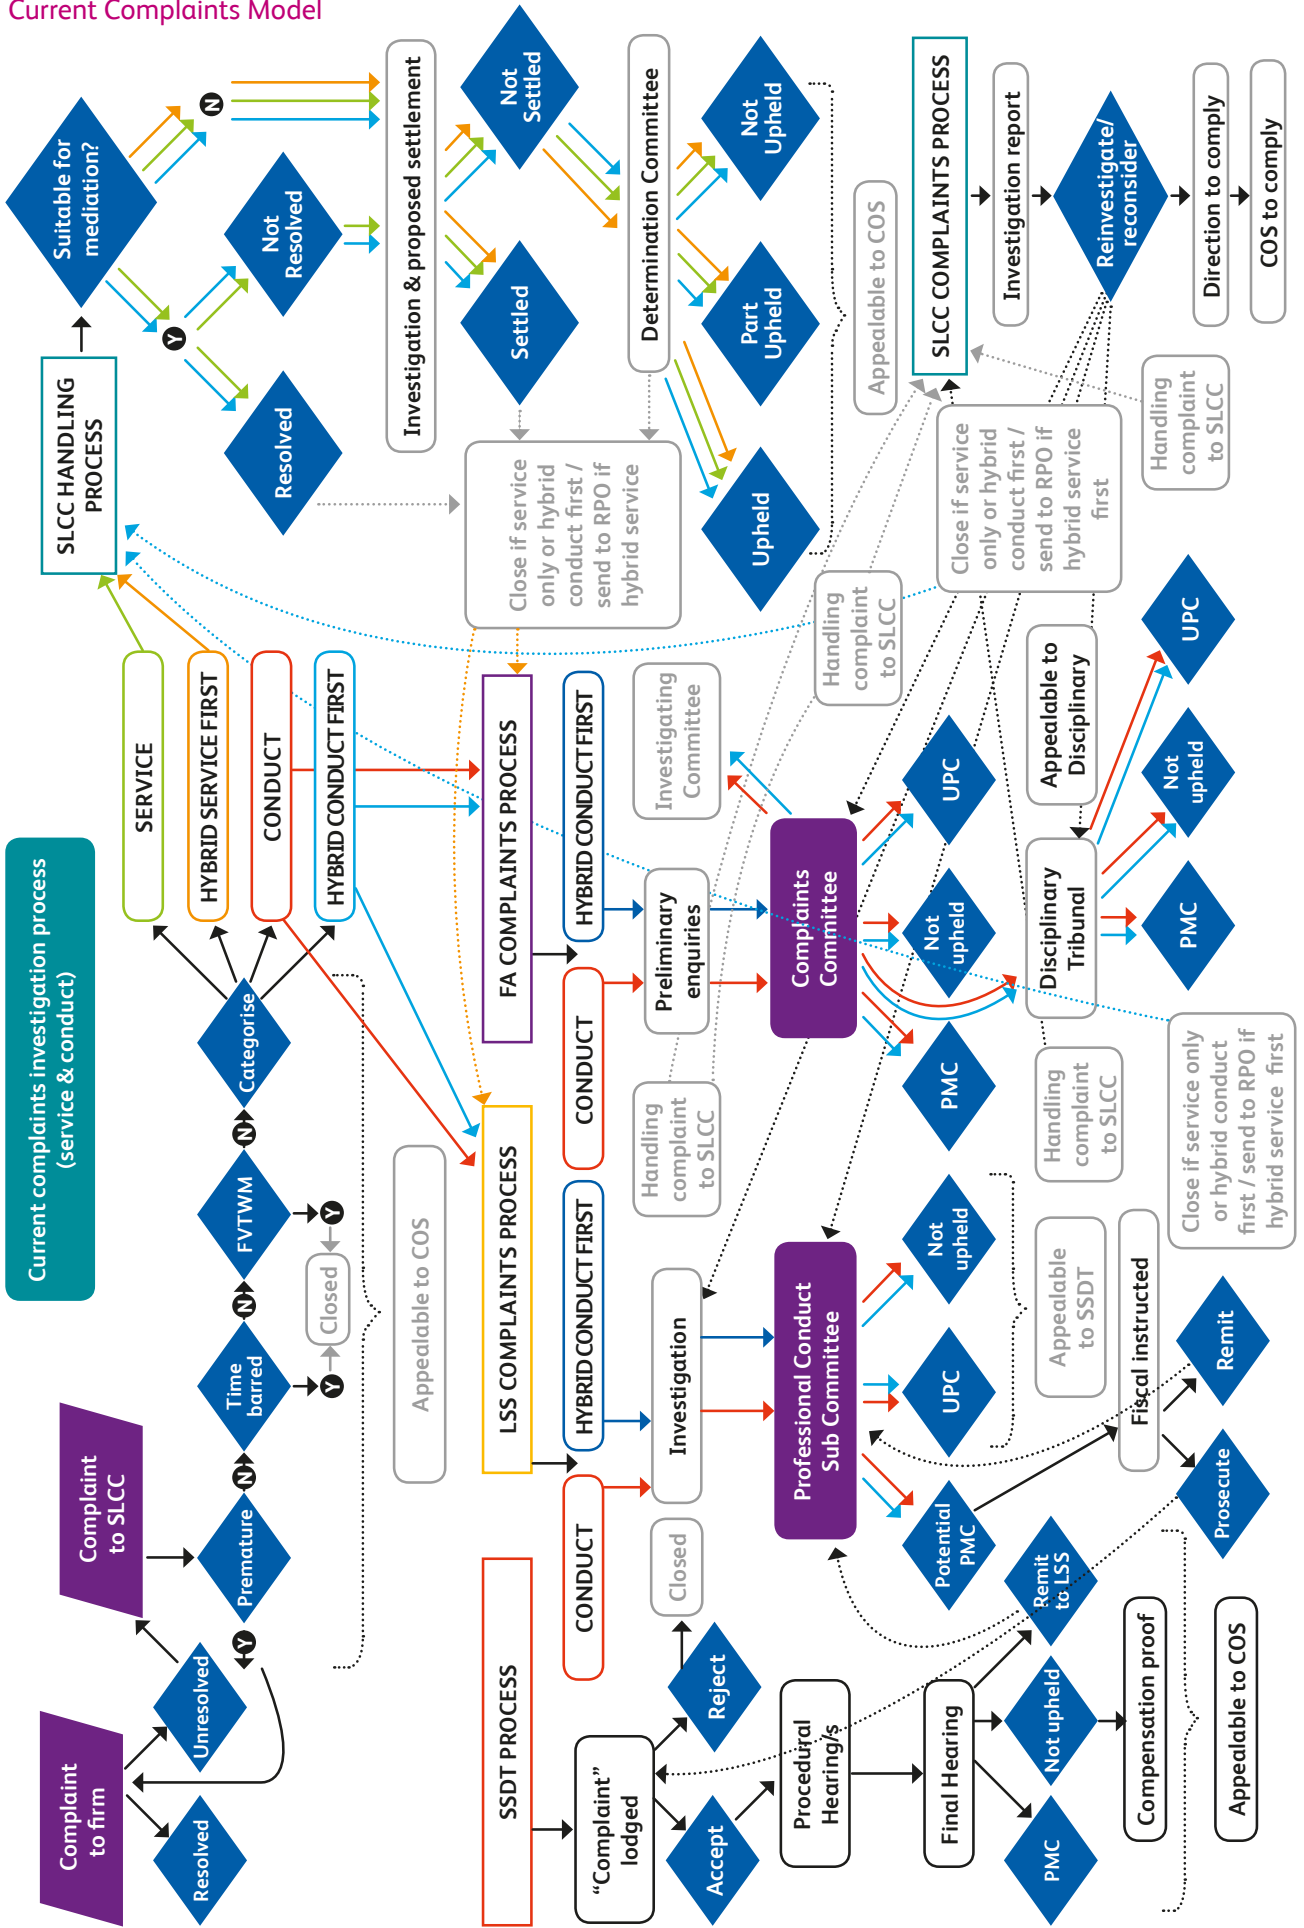 Current Complaints Model
Current complaints investigation process
(service & conduct)
Complaint
to firm
Resolved
Unresolved
Complaint
to SLCC
Y
Premature
N
Time
barred
Y
N
FVTWM
Y
N
Closed
Categorise
Appealable to COS
SERVICE
HYBRID SERVICE FIRST
CONDUCT
HYBRID CONDUCT FIRST
SLCC HANDLING
PROCESS
Suitable for
mediation?
Y
N
Resolved
Not
Resolved
Investigation & proposed settlement
Settled
Not
Settled
Close if service
only or hybrid
conduct first /
send to RPO if
hybrid service
Determination Committee
Upheld
Part
Upheld
Not
Upheld
Appealable to COS
SSDT PROCESS
“Complaint”
lodged
Accept
Reject
Closed
Procedural
Hearing/s
Final Hearing
PMC
Not upheld
Remit
to LSS
Compensation proof
Appealable to COS
LSS COMPLAINTS PROCESS
CONDUCT
HYBRID CONDUCT FIRST
Investigation
Professional Conduct
Sub Committee
Potential
PMC
UPC
Not
upheld
Appealable
to SSDT
Fiscal instructed
Prosecute
Remit
FA COMPLAINTS PROCESS
CONDUCT
HYBRID CONDUCT FIRST
Handling
complaint
to SLCC
Preliminary
enquiries
Investigating
Committee
Complaints
Committee
PMC
Not
upheld
UPC
Handling
complaint
to SLCC
Handling
complaint
to SLCC
Disciplinary
Tribunal
Appealable to
Disciplinary
PMC
Not
upheld
UPC
Close if service only
or hybrid conduct
first / send to RPO if
hybrid service first
SLCC COMPLAINTS PROCESS
Investigation report
Reinvestigate/
reconsider
Direction to comply
COS to comply
Close if service
only or hybrid
conduct first /
send to RPO if
hybrid service
first
Handling
complaint
to SLCC